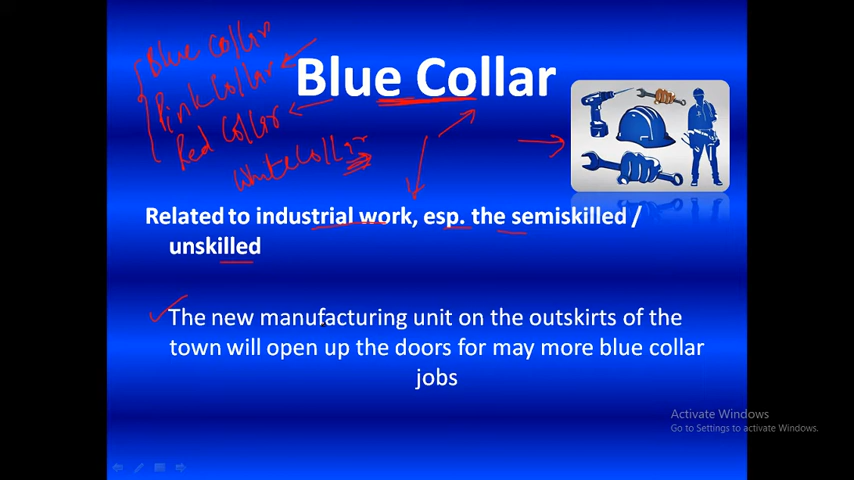 Blue Collar
Pink Collar
Red Collar
White Collar
Blue Collar
Related to industrial work, esp. the semiskilled /
unskilled
The new manufacturing unit on the outskirts of the
town will open up the doors for may more blue collar
jobs
Activate Windows
Go to Settings to activate Windows.